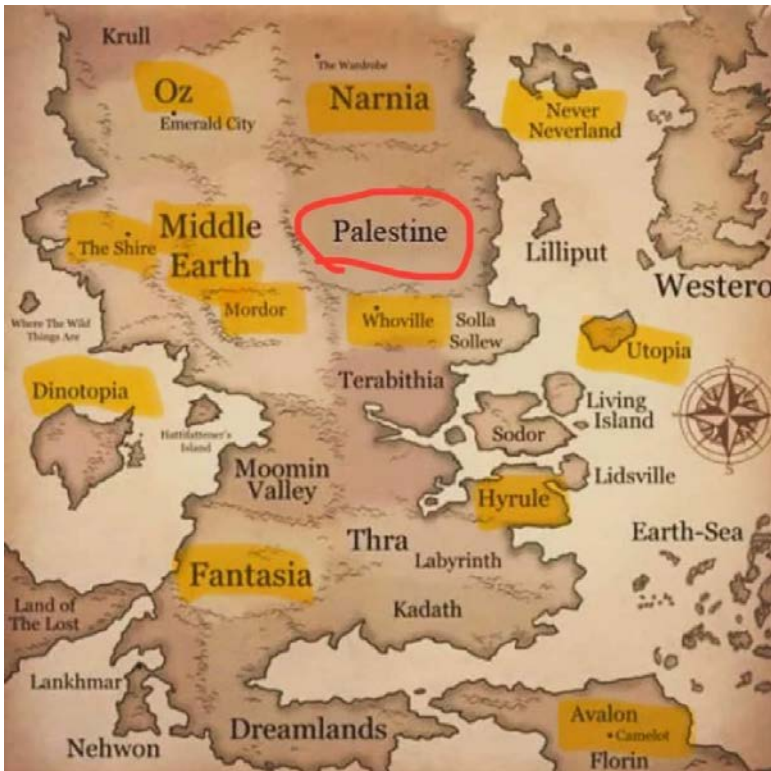 Krull
The Wardrobe
Oz
Emerald City
Narnia
Never
Neverland
The Shire
Middle
Earth
Palestine
Lilliput
Westero
Mordor
Where The Wild
Things Are
Whoville
Solla
Sollew
Utopia
Dinotopia
Terabithia
Living
Island
Hattifattener's
Island
Sodor
N
S
Moomin
Valley
Hyrule
Lidsville
Thra
Labyrinth
Earth-Sea
Fantasia
Kadath
Land of
The Lost
Lankhmar
Nehwon
Dreamlands
Avalon
Camelot
Florin